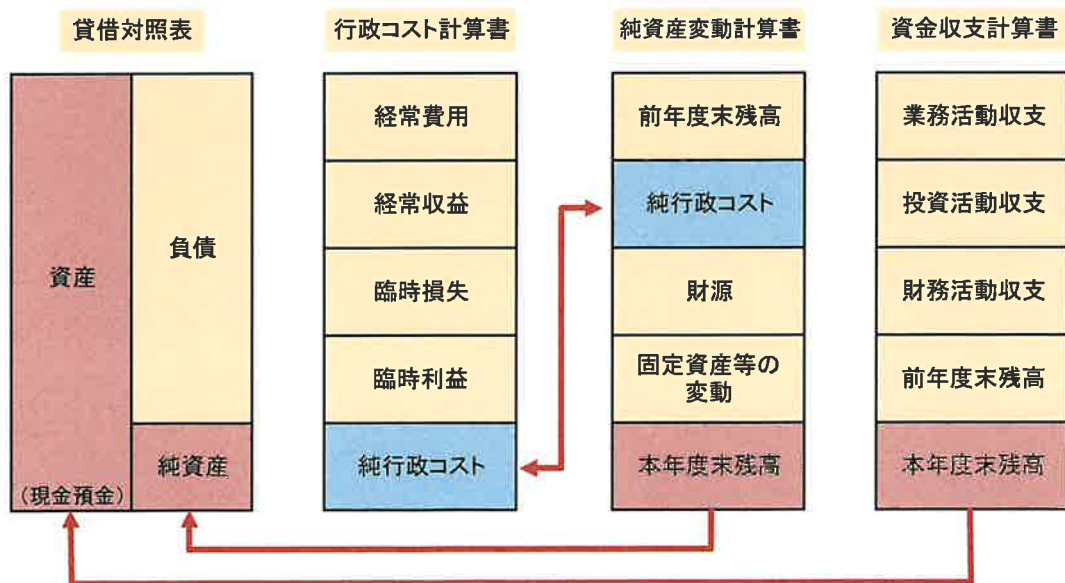 貸借対照表
資産
(現金預金)
負債
純資産
行政コスト計算書
経常費用
経常収益
臨時損失
臨時利益
純行政コスト
純資産変動計算書
前年度末残高
純行政コスト
財源
固定資産等の
変動
本年度末残高
資金収支計算書
業務活動収支
投資活動収支
財務活動収支
前年度末残高
本年度末残高